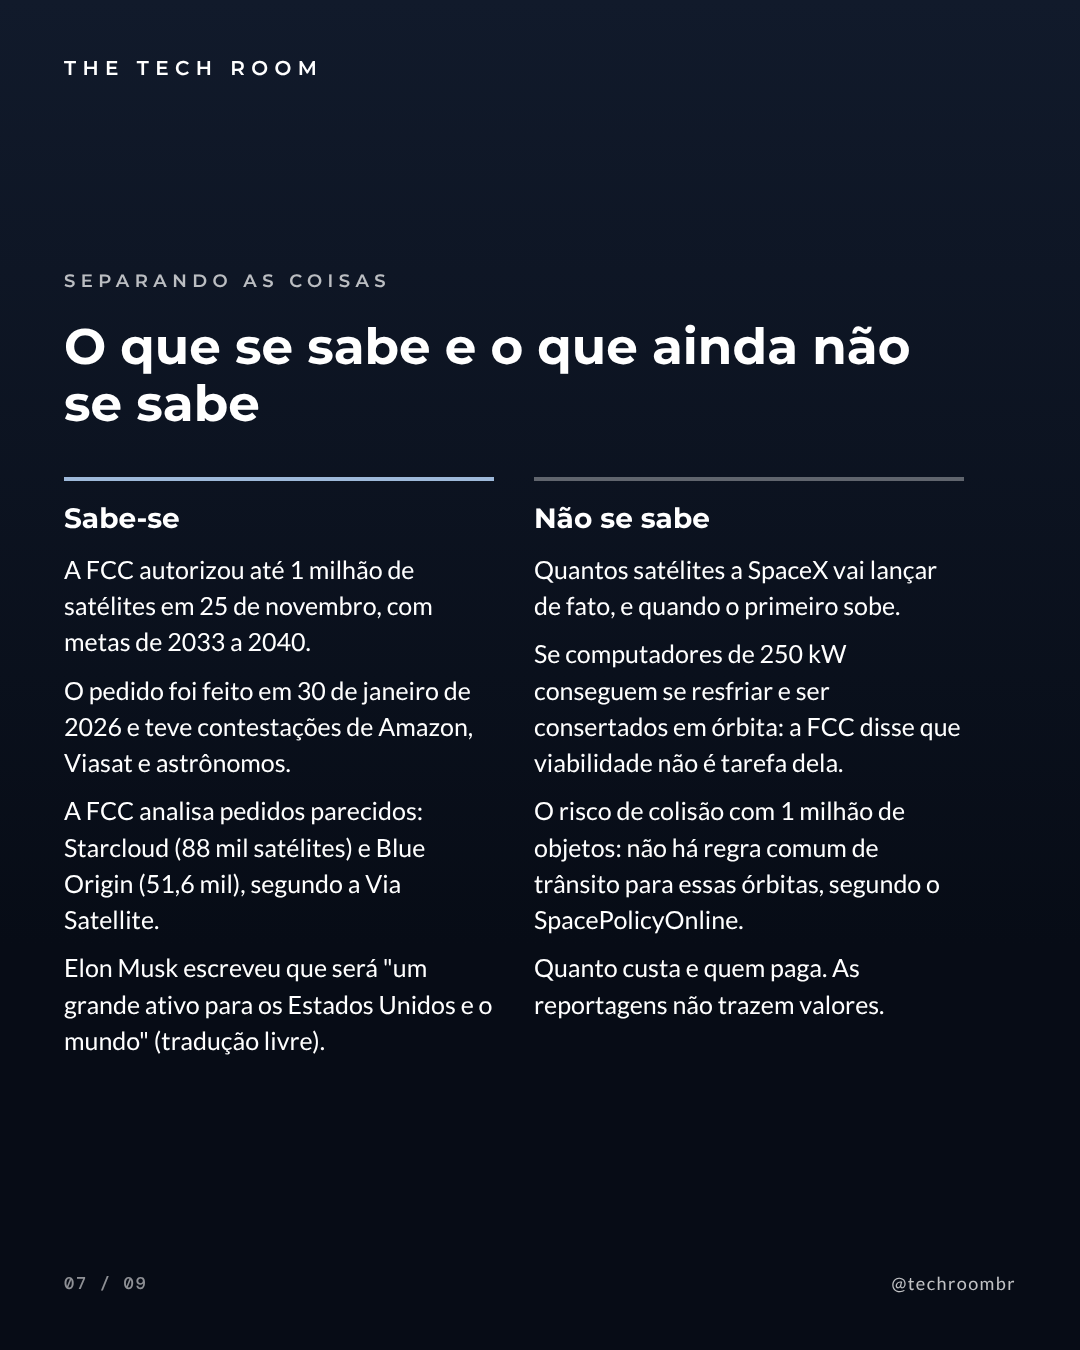 THE TECH ROOM
SEPARANDO AS COISAS
O que se sabe e o que ainda não
se sabe
Sabe-se
A FCC autorizou até 1 milhão de
satélites em 25 de novembro, com
metas de 2033 a 2040.
O pedido foi feito em 30 de janeiro de
2026 e teve contestações de Amazon,
Viasat e astrônomos.
A FCC analisa pedidos parecidos:
Starcloud (88 mil satélites) e Blue
Origin (51,6 mil), segundo a Via
Satellite.
Elon Musk escreveu que será "um
grande ativo para os Estados Unidos e o
mundo" (tradução livre).
Não se sabe
Quantos satélites a SpaceX vai lançar
de fato, e quando o primeiro sobe.
Se computadores de 250 kW
conseguem se resfriar e ser
consertados em órbita: a FCC disse que
viabilidade não é tarefa dela.
O risco de colisão com 1 milhão de
objetos: não há regra comum de
trânsito para essas órbitas, segundo o
SpacePolicyOnline.
Quanto custa e quem paga. As
reportagens não trazem valores.
07 / 09
@techroombr